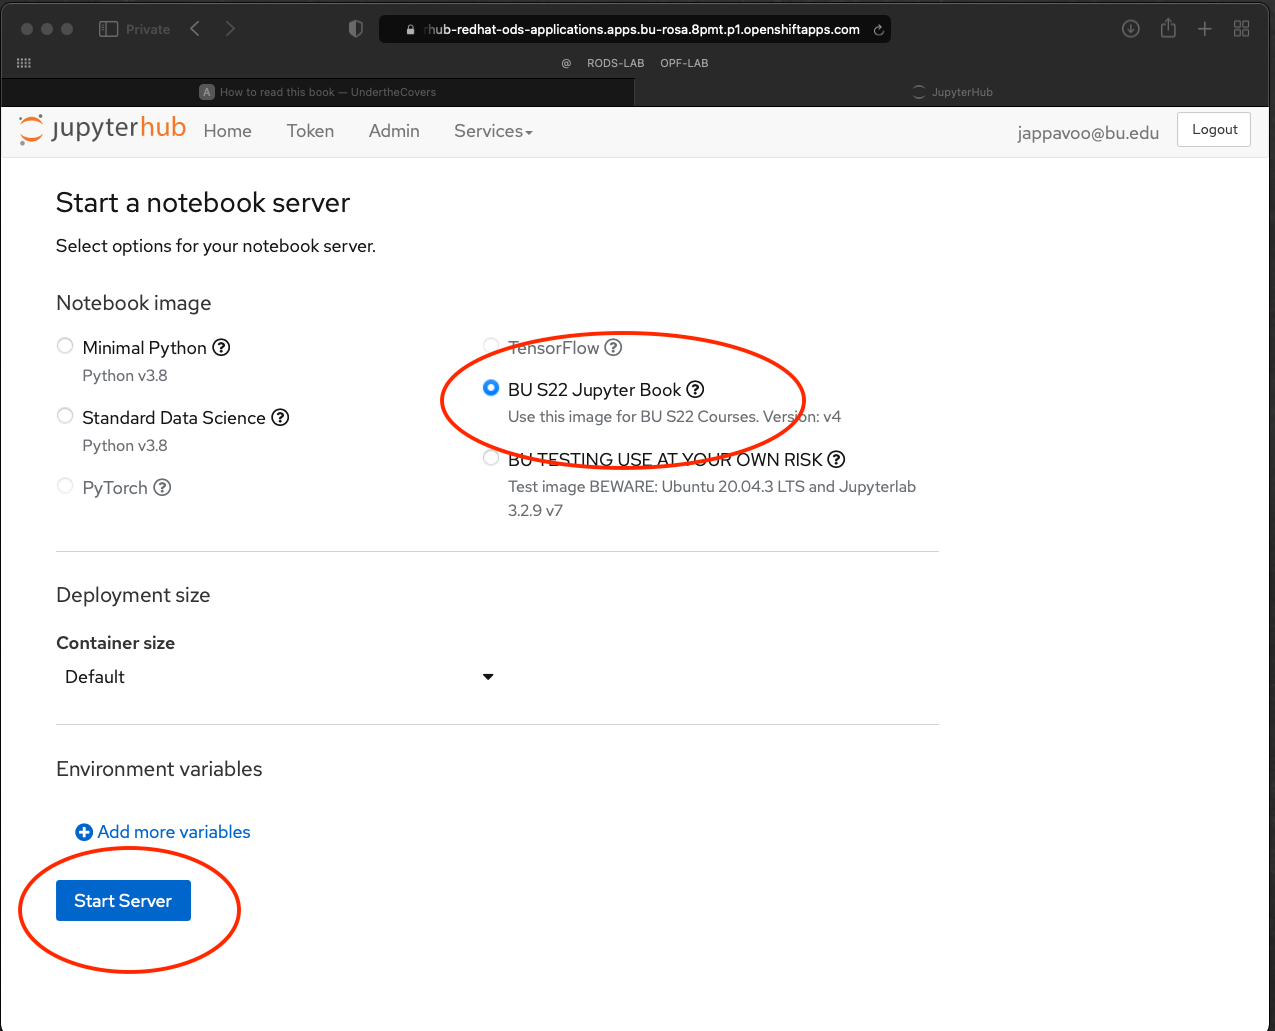 Private
rhub-redhat-ods-applications.apps.bu-rosa.8pmt.p1.openshiftapps.com
@ RODS-LAB OPF-LAB
A How to read this book — UndertheCovers
JupyterHub
jupyterhub Home Token Admin Services
jappavoo@bu.edu Logout
Start a notebook server
Select options for your notebook server.
Notebook image
Minimal Python ?
Python v3.8
Standard Data Science ?
Python v3.8
PyTorch ?
TensorFlow ?
BU S22 Jupyter Book ?
Use this image for BU S22 Courses. Version: v4
BU TESTING USE AT YOUR OWN RISK ?
Test image BEWARE: Ubuntu 20.04.3 LTS and Jupyterlab
3.2.9 v7
Deployment size
Container size
Default
Environment variables
Add more variables
Start Server